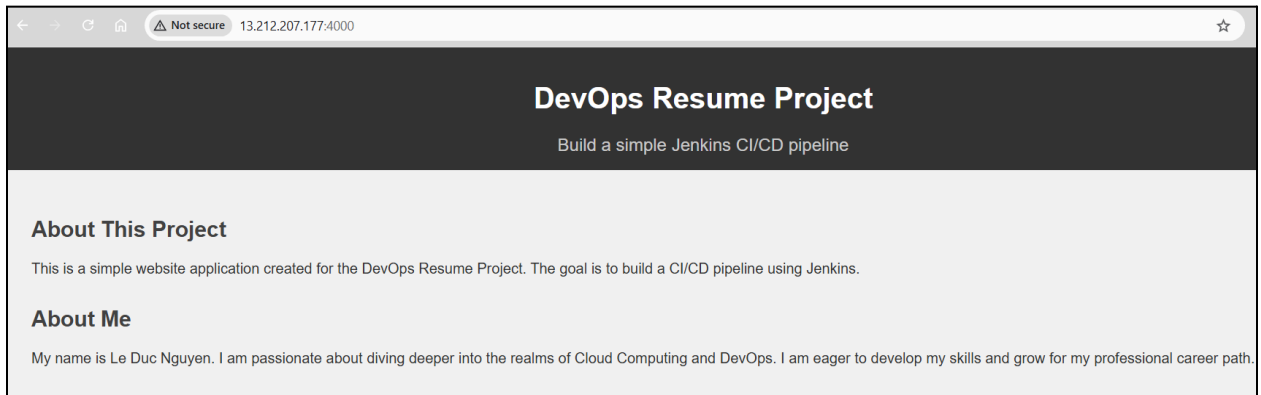 Not secure 13.212.207.177:4000
DevOps Resume Project
Build a simple Jenkins CI/CD pipeline
About This Project
This is a simple website application created for the DevOps Resume Project. The goal is to build a CI/CD pipeline using Jenkins.
About Me
My name is Le Duc Nguyen. I am passionate about diving deeper into the realms of Cloud Computing and DevOps. I am eager to develop my skills and grow for my professional career path.